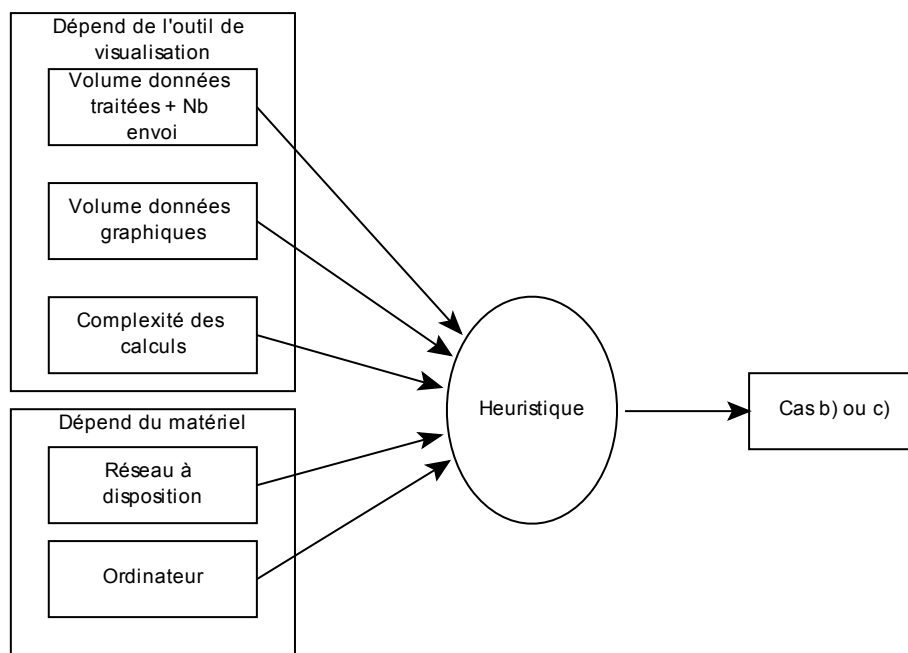 Dépend de l'outil de
visualisation
Volume données
traitées + Nb
envoi
Volume données
graphiques
Complexité des
calculs
Dépend du matériel
Réseau à
disposition
Ordinateur
Heuristique
Cas b) ou c)